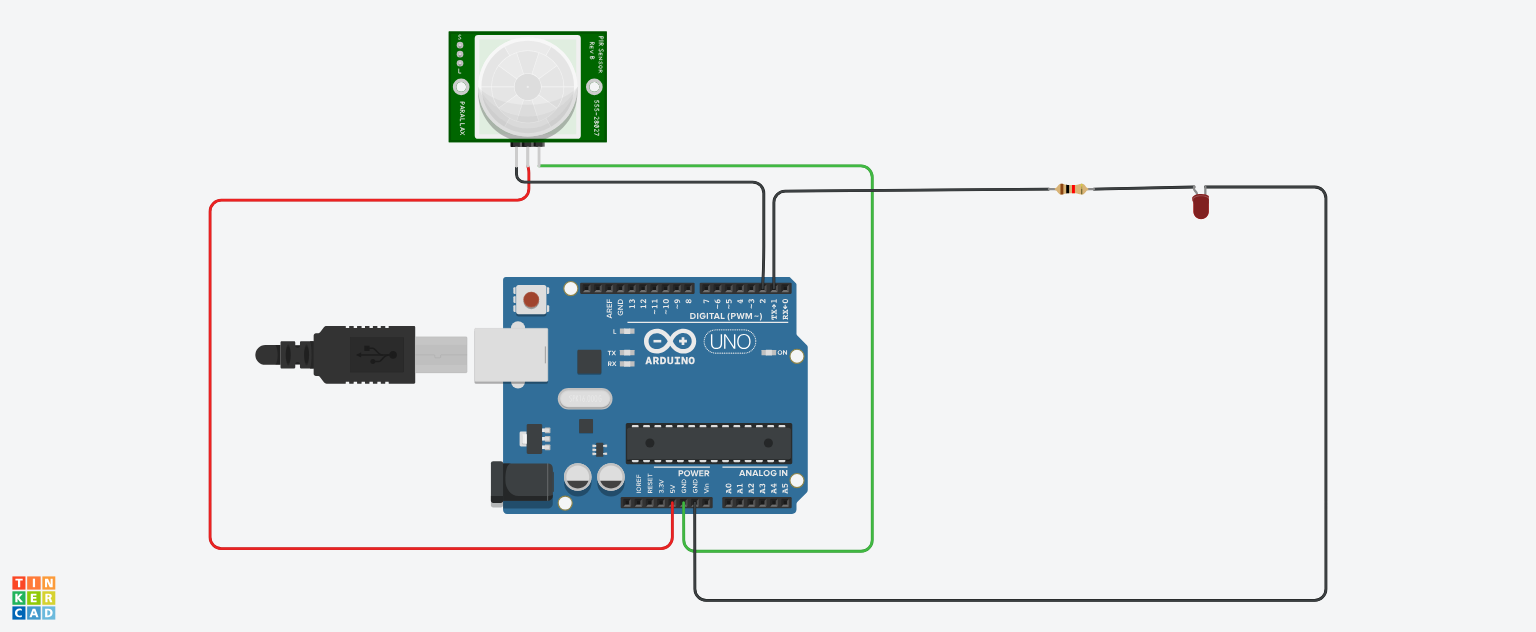 S
L
PARALLAX
PIR SENSOR
REV B
555-28027
AREF
GND
13
12
~11
~10
~9
8
7
~6
~5
4
~3
2
TX→1
RX←0
DIGITAL (PWM~)
L
TX
RX
ARDUINO
UNO
ON
POWER
ANALOG IN
IOREF
RESET
3.3V
5V
GND
GND
Vin
A0
A1
A2
A3
A4
A5
TIN
KER
CAD